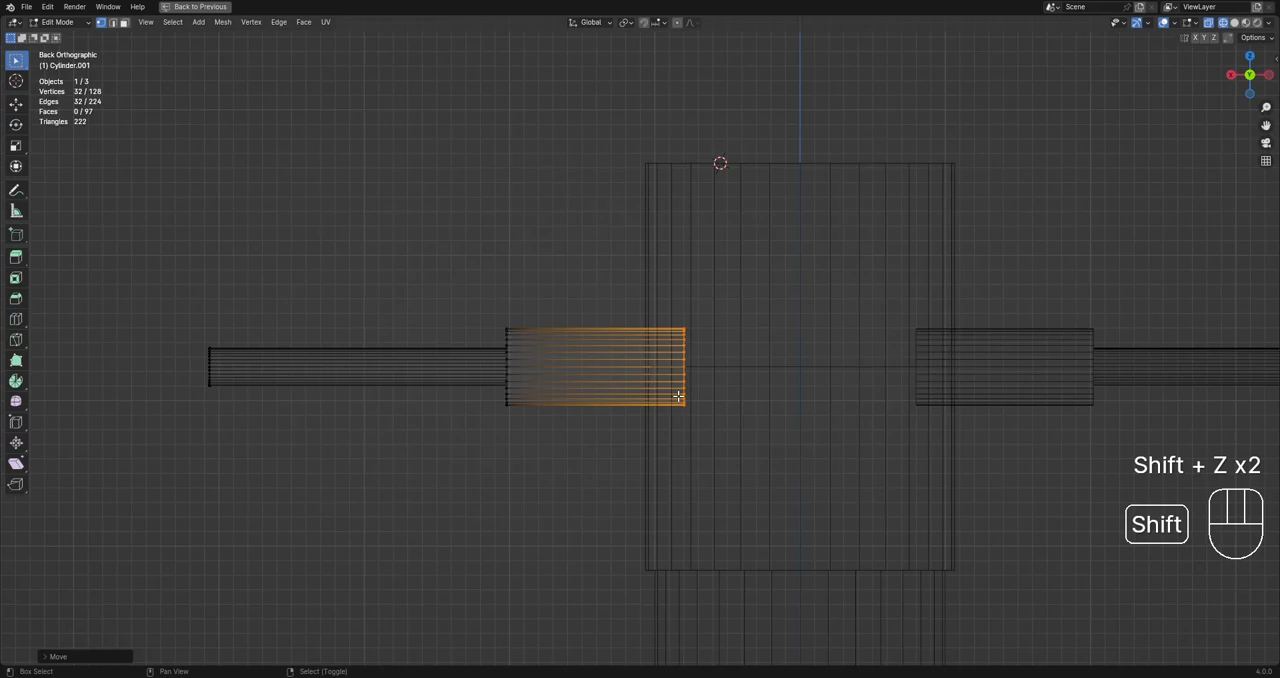 File Edit Render Window Help Back to Previous Scene ViewLayer
Edit Mode View Select Add Mesh Vertex Edge Face UV Global
X Y Z Options
Back Orthographic
(1) Cylinder.001
Objects 1 / 3
Vertices 32 / 128
Edges 32 / 224
Faces 0 / 97
Triangles 222
Z
X Y
Shift + Z x2
Shift
> Move
Box Select Pan View Select (Toggle) 4.0.0